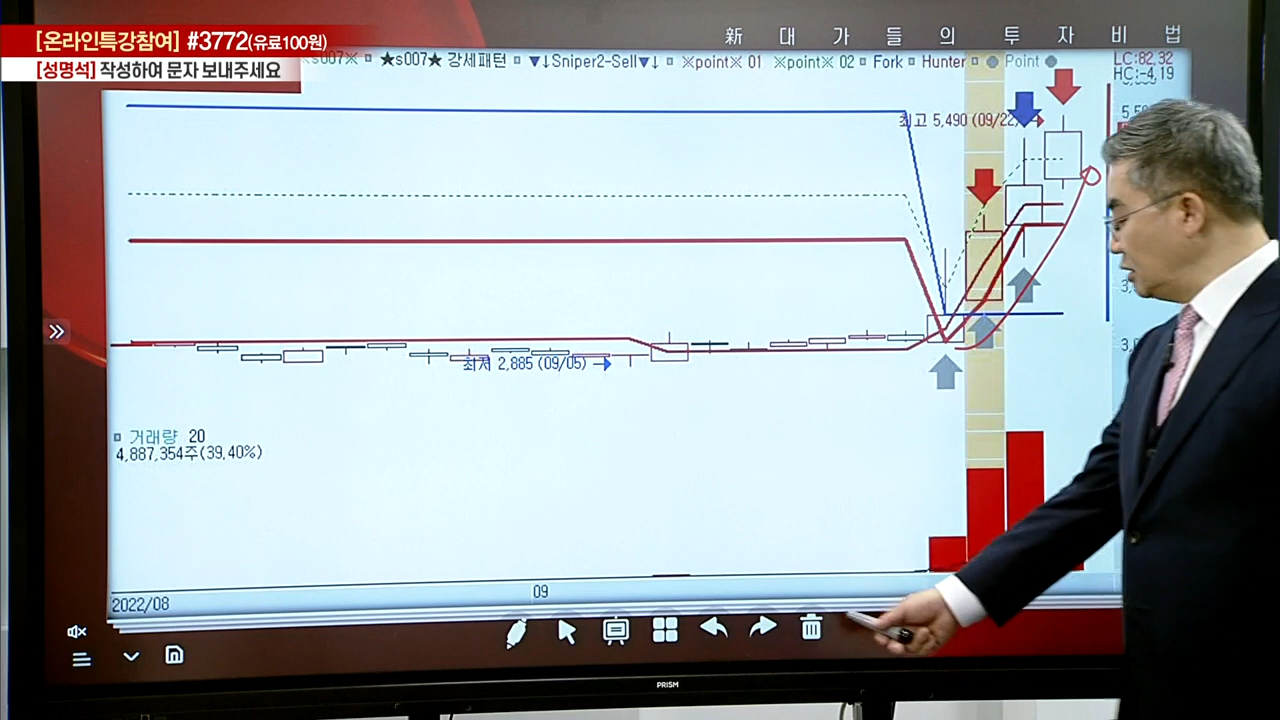 [온라인특강참여] #3772(유료100원)
[성명석] 작성하여 문자 보내주세요
新 대 가 들 의 투 자 비 법
s007※ ★s007★ 강세패턴 ▼↓Sniper2-Sell▼↓ ※point※ 01 ※point※ 02 Fork Hunter Point
LC:82.32
HC:-4.19
최고 5,490 (09/22)
최저 2,885 (09/05) →
거래량 20
4,887,354주(39.40%)
2022/08
09
PRISM